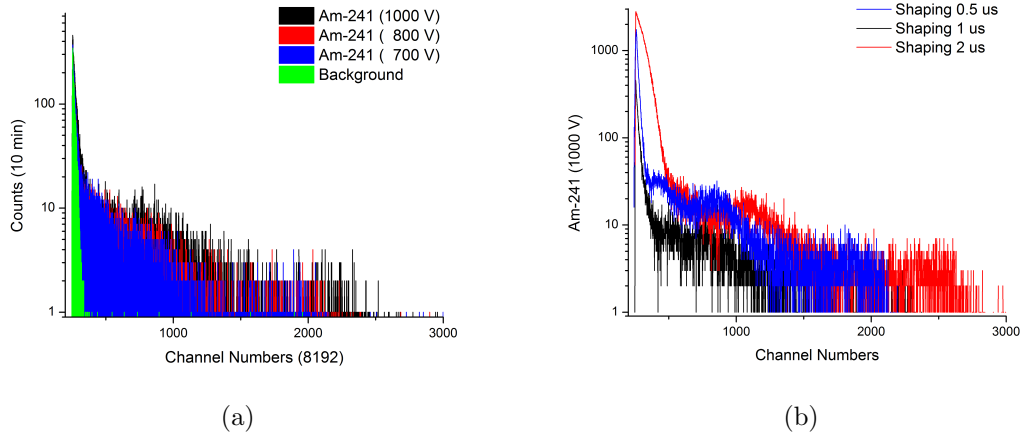 Am-241 (1000 V)
Am-241 ( 800 V)
Am-241 ( 700 V)
Background
Counts (10 min)
100
10
1
1000
2000
3000
Channel Numbers (8192)
(a)
Shaping 0.5 us
Shaping 1 us
Shaping 2 us
Am-241 (1000 V)
1000
100
10
1
1000
2000
3000
Channel Numbers
(b)